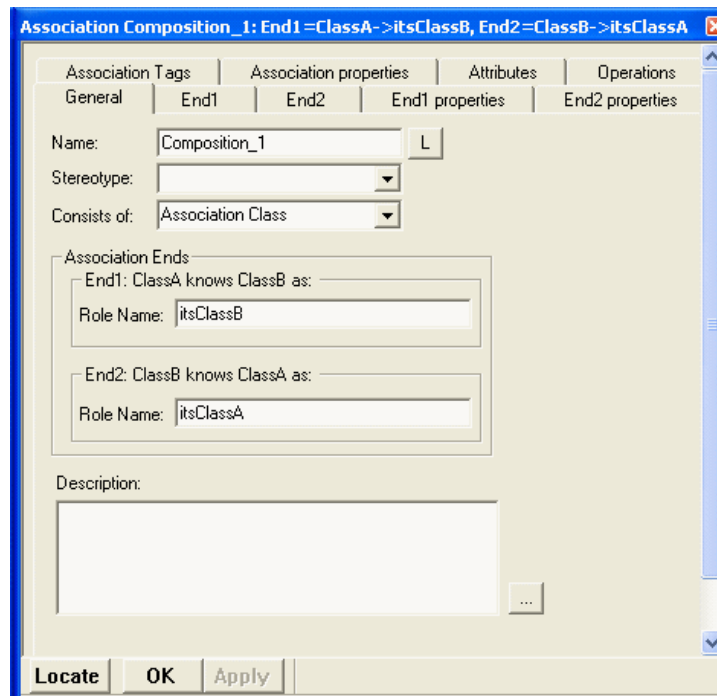 Association Composition_1: End1=ClassA->itsClassB, End2=ClassB->itsClassA
Association Tags Association properties Attributes Operations
General End1 End2 End1 properties End2 properties
Name: Composition_1 L
Stereotype:
Consists of: Association Class
Association Ends
End1: ClassA knows ClassB as:
Role Name: itsClassB
End2: ClassB knows ClassA as:
Role Name: itsClassA
Description:
...
Locate OK Apply